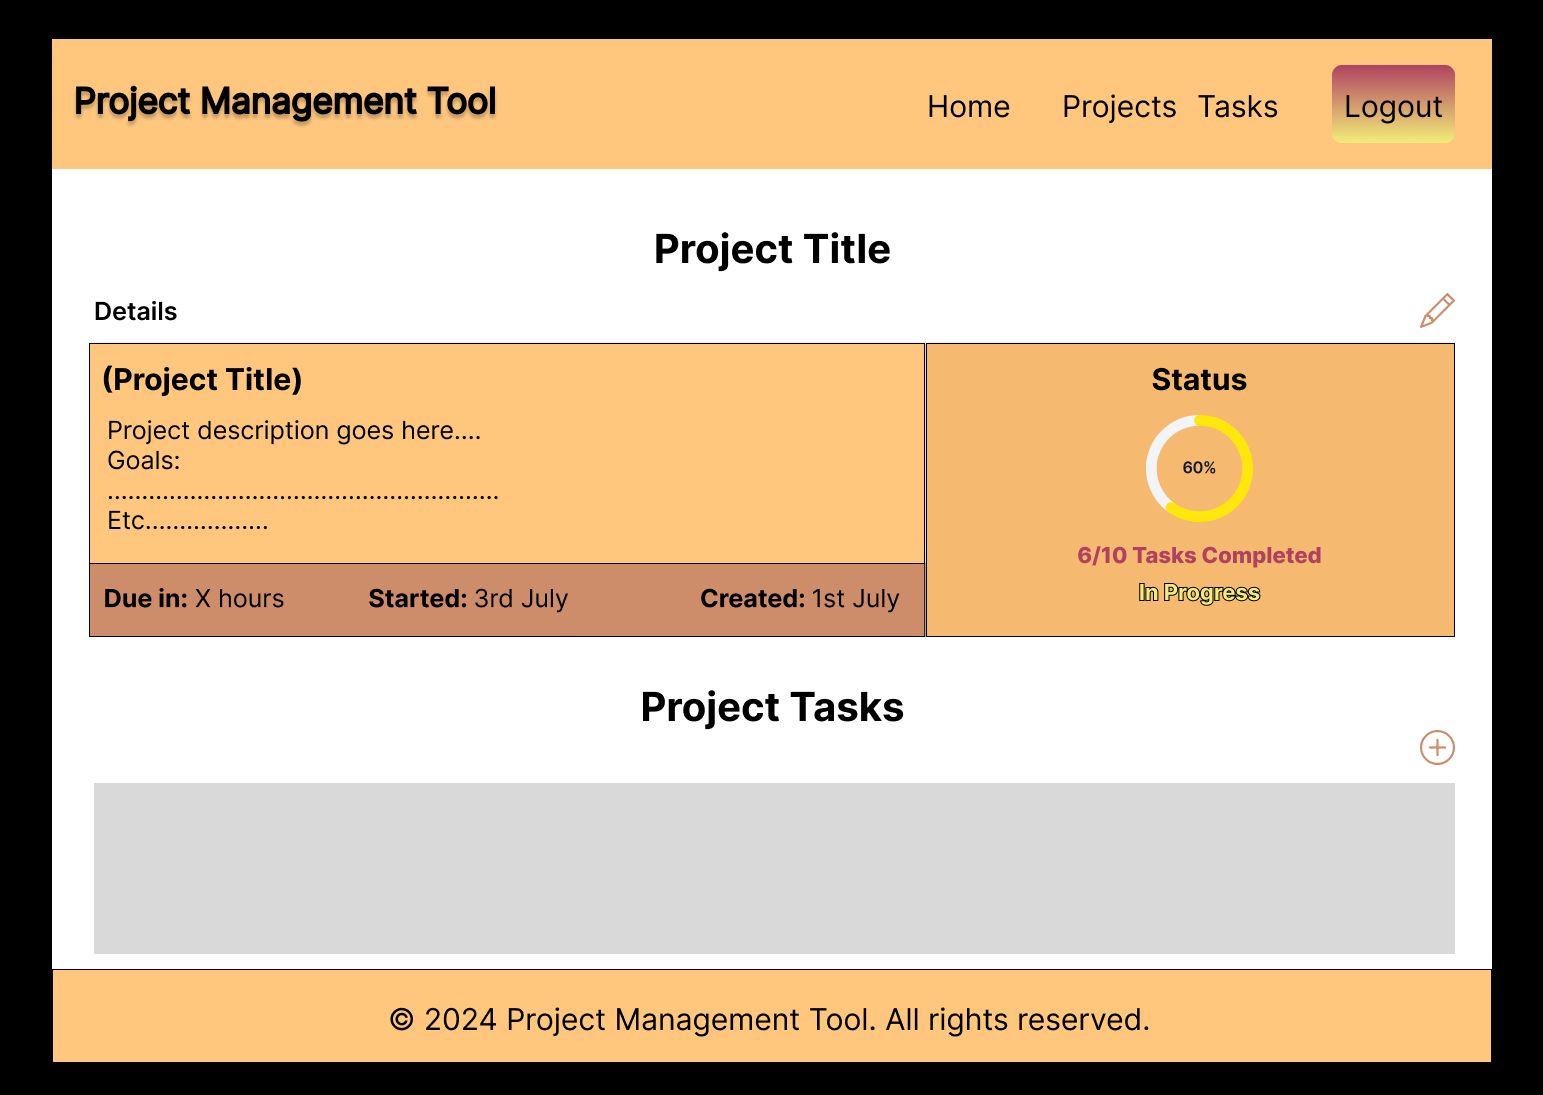 Project Management Tool
Home Projects Tasks Logout
Project Title
Details
(Project Title)
Project description goes here....
Goals:
.........................................................
Etc..................
Due in: X hours Started: 3rd July Created: 1st July
Status
60%
6/10 Tasks Completed
In Progress
Project Tasks
© 2024 Project Management Tool. All rights reserved.